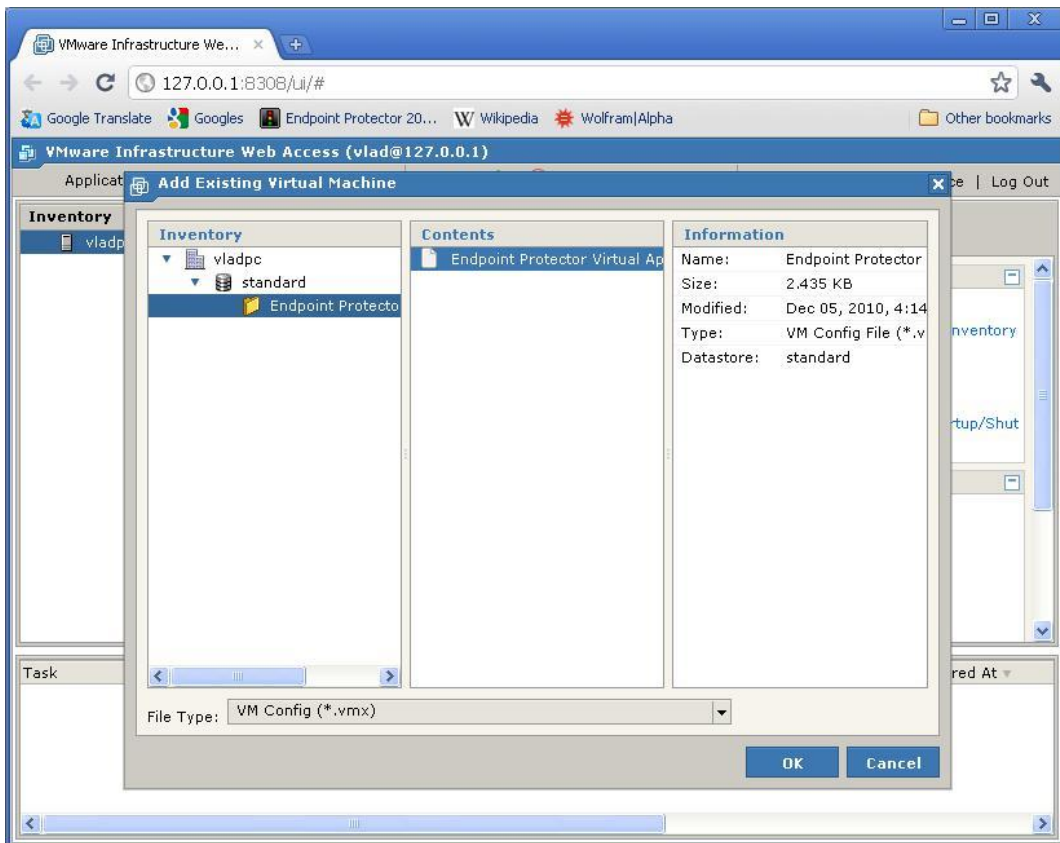 VMware Infrastructure We...
127.0.0.1:8308/ui/#
Google Translate Googles Endpoint Protector 20... Wikipedia Wolfram|Alpha Other bookmarks
VMware Infrastructure Web Access (vlad@127.0.0.1)
Applicat
Log Out
Add Existing Virtual Machine
Inventory
vladp
Inventory
vladpc
standard
Endpoint Protecto
Contents
Endpoint Protector Virtual Ap
Information
Name: Endpoint Protector
Size: 2.435 KB
Modified: Dec 05, 2010, 4:14
Type: VM Config File (*.v
Datastore: standard
nventory
rtup/Shut
File Type: VM Config (*.vmx)
OK Cancel
Task
red At